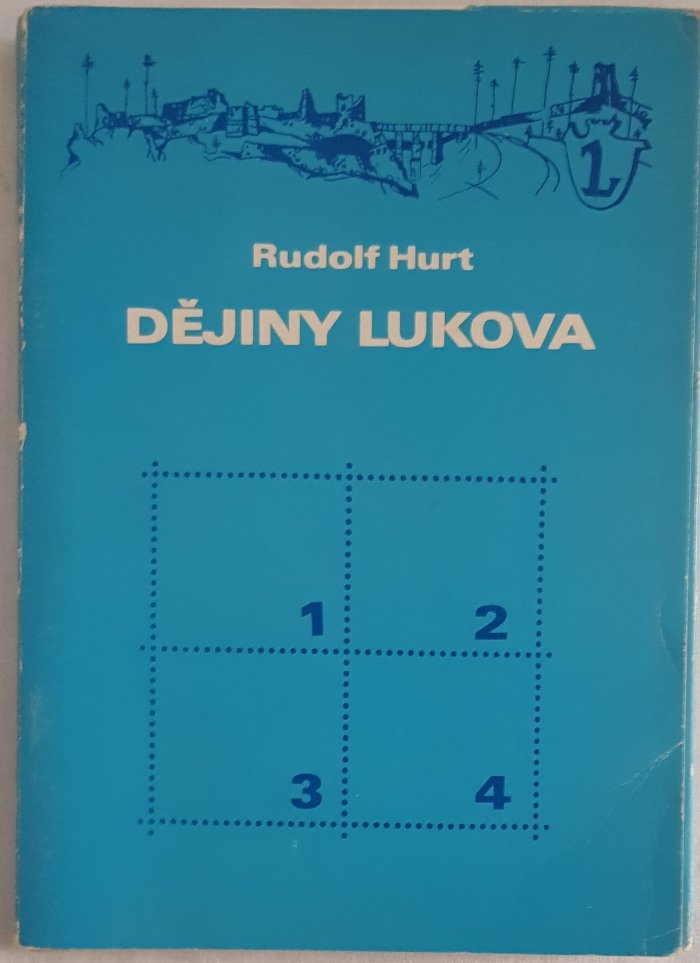 L
Rudolf Hurt
DĚJINY LUKOVA
1 2
3 4